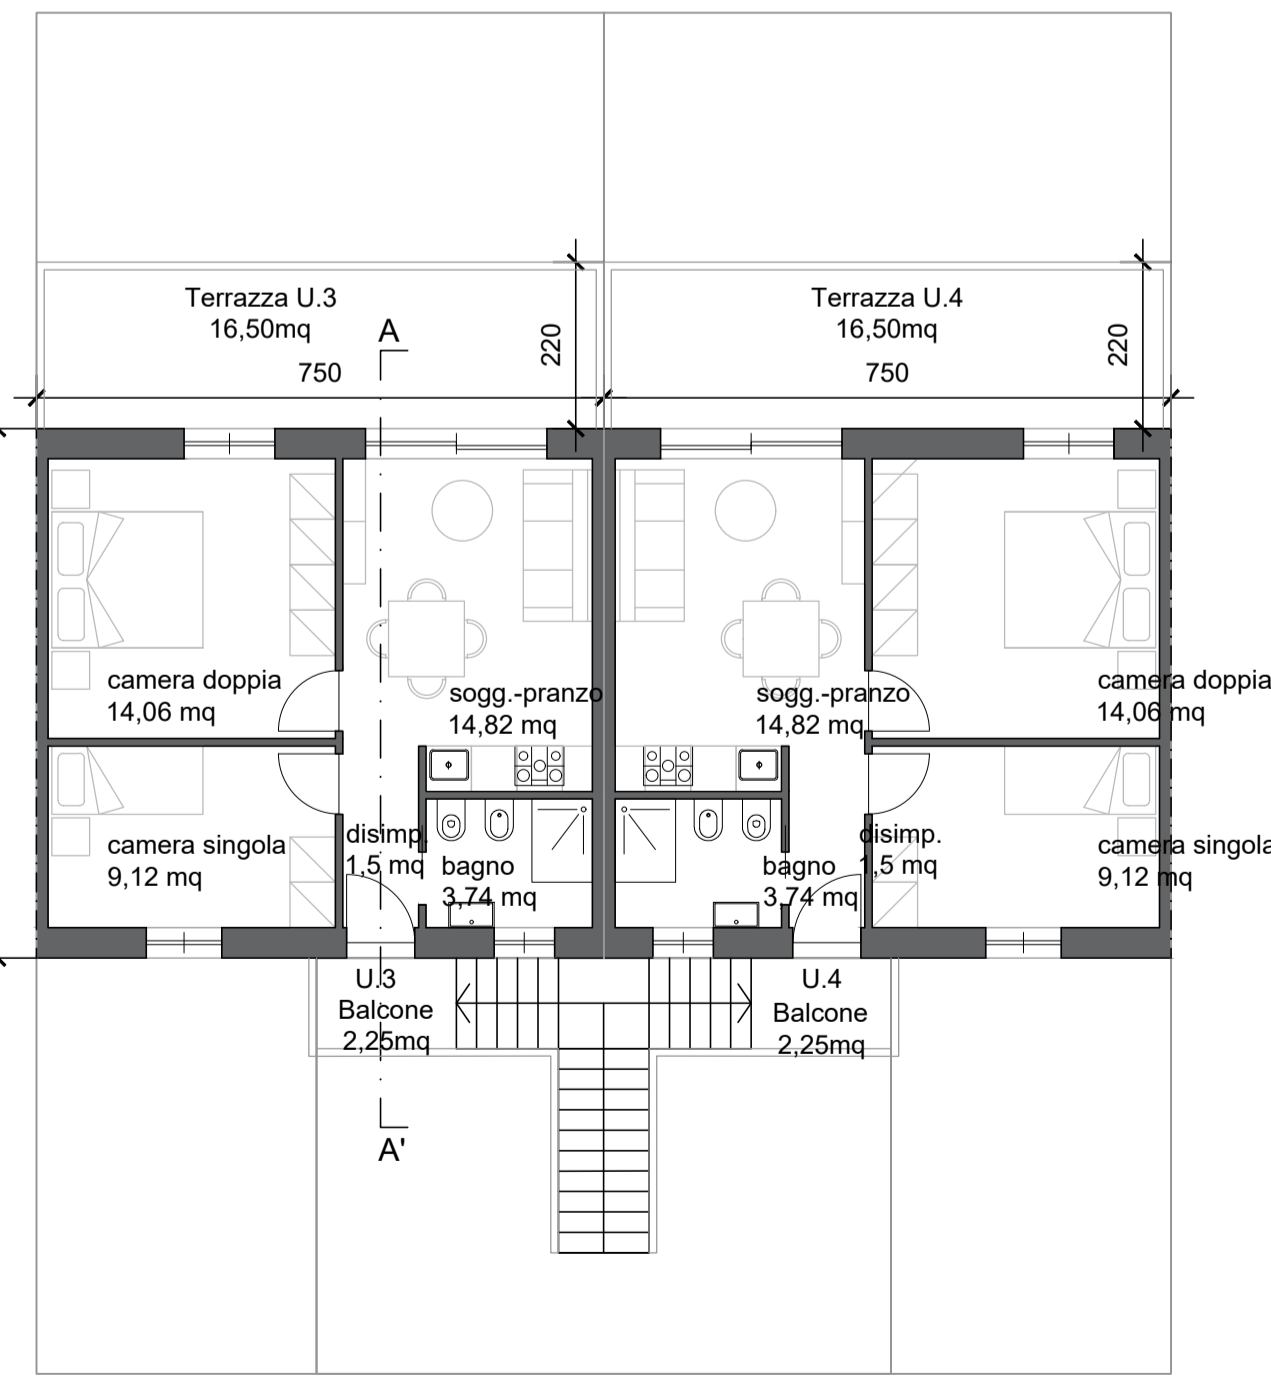 Terrazza U.3
16,50mq
Terrazza U.4
16,50mq
A
220
220
750
750
camera doppia
14,06 mq
sogg.-pranzo
14,82 mq
sogg.-pranzo
14,82 mq
camera doppia
14,06 mq
camera singola
9,12 mq
disimp.
1,5 mq
bagno
3,74 mq
bagno
3,74 mq
disimp.
1,5 mq
camera singola
9,12 mq
U.3
Balcone
2,25mq
U.4
Balcone
2,25mq
A'